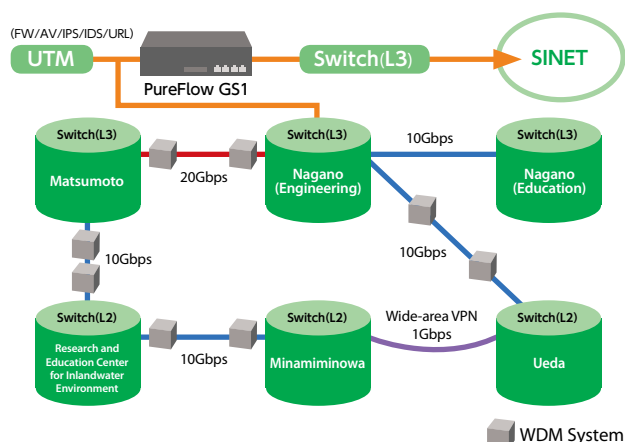 (FW/AV/IPS/IDS/URL)
UTM
PureFlow GS1
Switch(L3)
SINET
Switch(L3)
Matsumoto
20Gbps
Switch(L3)
Nagano
(Engineering)
10Gbps
Switch(L3)
Nagano
(Education)
10Gbps
10Gbps
Switch(L2)
Research and
Education Center
for Inlandwater
Environment
10Gbps
Switch(L2)
Minamiminowa
Wide-area VPN
1Gbps
Switch(L2)
Ueda
WDM System